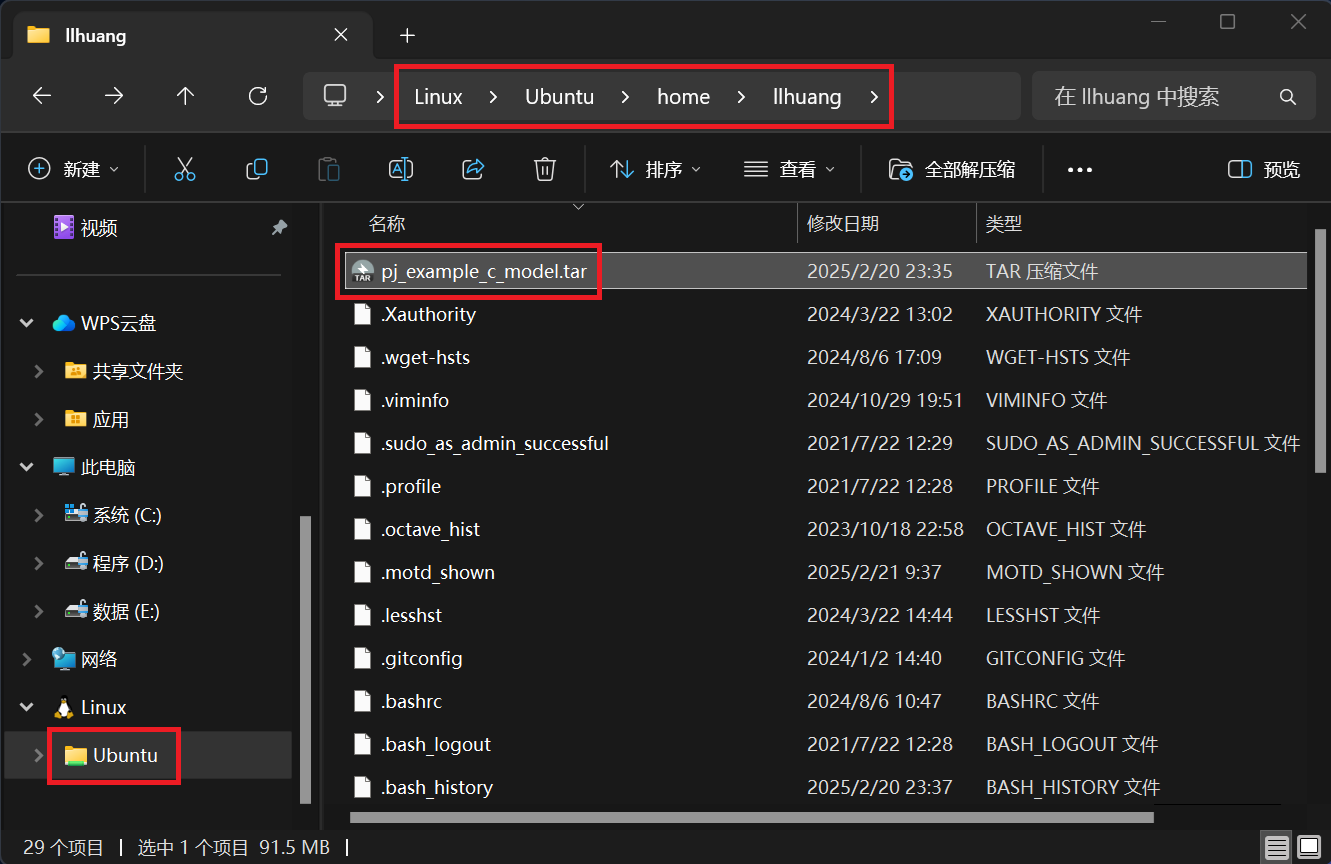 llhuang
Linux > Ubuntu > home > llhuang >
在 llhuang 中搜索
新建
排序
查看
全部解压缩
预览
视频
WPS云盘
共享文件夹
应用
此电脑
系统 (C:)
程序 (D:)
数据 (E:)
网络
Linux
Ubuntu
名称 修改日期 类型
TAR
pj_example_c_model.tar 2025/2/20 23:35 TAR 压缩文件
.Xauthority 2024/3/22 13:02 XAUTHORITY 文件
.wget-hsts 2024/8/6 17:09 WGET-HSTS 文件
.viminfo 2024/10/29 19:51 VIMINFO 文件
.sudo_as_admin_successful 2021/7/22 12:29 SUDO_AS_ADMIN_SUCCESSFUL 文件
.profile 2021/7/22 12:28 PROFILE 文件
.octave_hist 2023/10/18 22:58 OCTAVE_HIST 文件
.motd_shown 2025/2/21 9:37 MOTD_SHOWN 文件
.lesshst 2024/3/22 14:44 LESSHST 文件
.gitconfig 2024/1/2 14:40 GITCONFIG 文件
.bashrc 2024/8/6 10:47 BASHRC 文件
.bash_logout 2021/7/22 12:28 BASH_LOGOUT 文件
.bash_history 2025/2/20 23:37 BASH_HISTORY 文件
29 个项目 | 选中 1 个项目 91.5 MB |